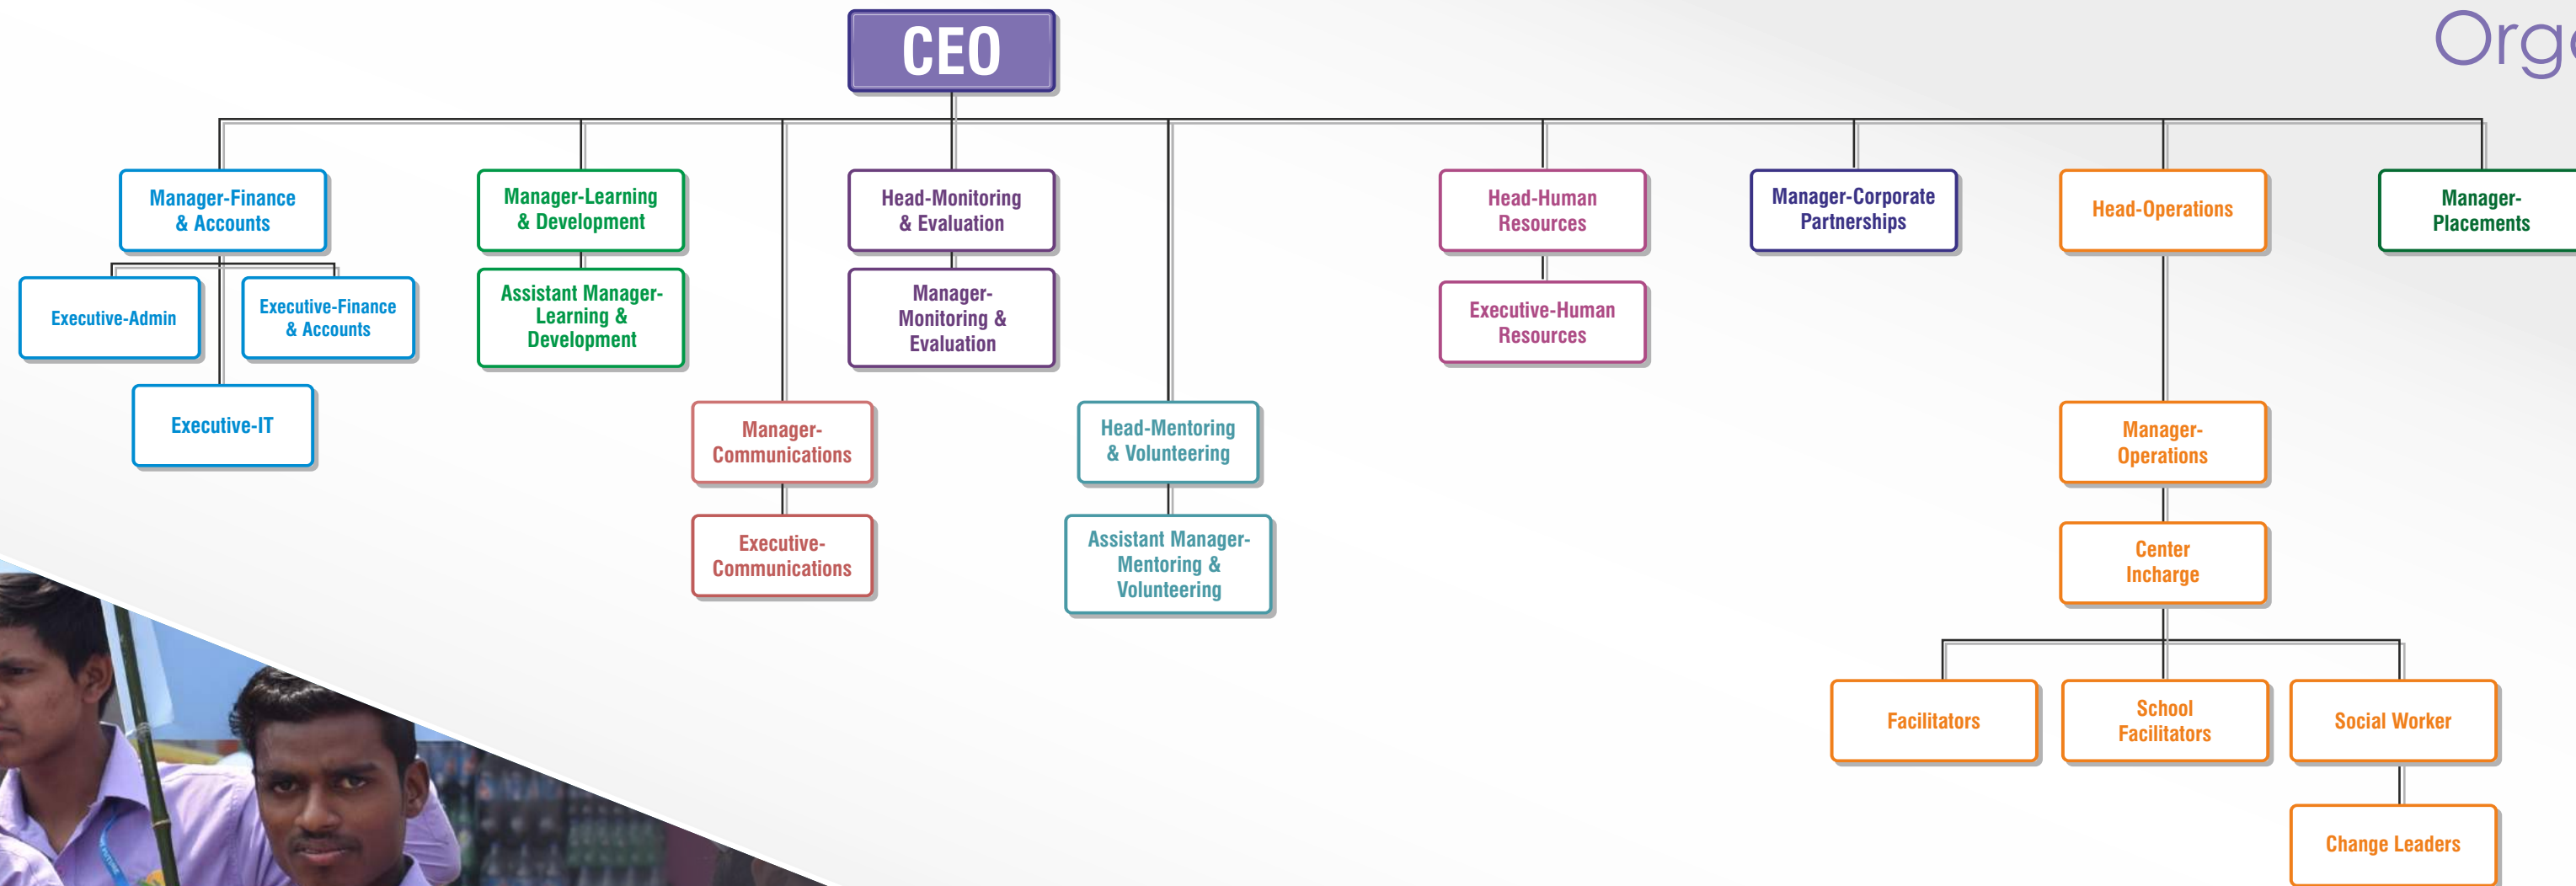 CEO
Orga
Manager-Finance
& Accounts
Manager-Learning
& Development
Head-Monitoring
& Evaluation
Head-Human
Resources
Manager-Corporate
Partnerships
Head-Operations
Manager-
Placements
Executive-Admin
Executive-Finance
& Accounts
Assistant Manager-
Learning &
Development
Manager-
Monitoring &
Evaluation
Executive-Human
Resources
Executive-IT
Manager-
Communications
Head-Mentoring
& Volunteering
Manager-
Operations
Executive-
Communications
Assistant Manager-
Mentoring &
Volunteering
Center
Incharge
Facilitators
School
Facilitators
Social Worker
Change Leaders